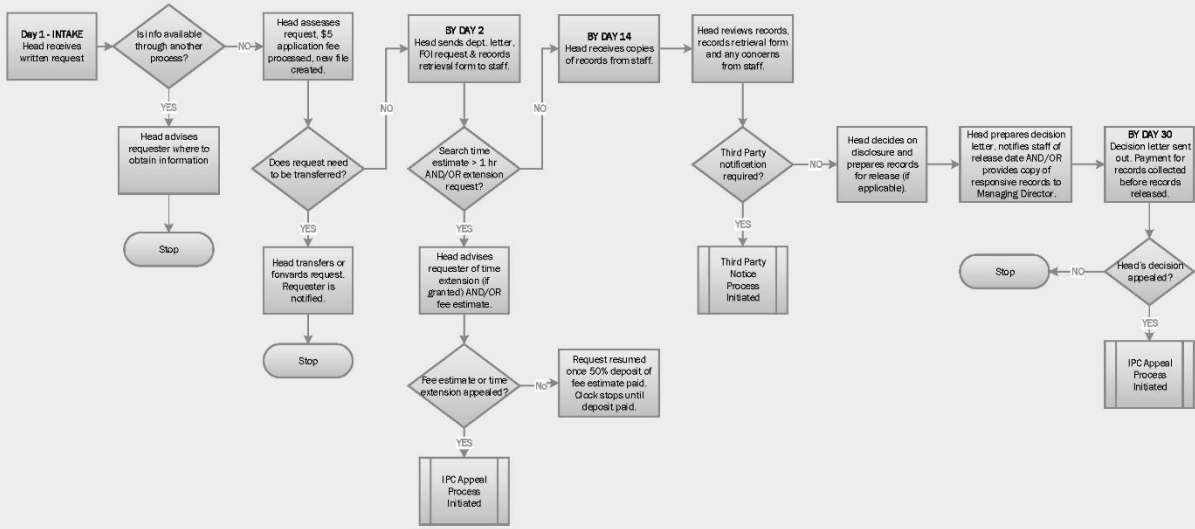 Day 1 - INTAKE
Head receives
written request
Is info available
through another
process?
NO
Head assesses
request, $5
application fee
processed, new file
created.
BY DAY 2
Head sends dept. letter,
FOI request & records
retrieval form to staff.
NO
BY DAY 14
Head receives copies
of records from staff.
Head reviews records,
records retrieval form
and any concerns
from staff.
YES
Head advises
requester where to
obtain information
Stop
Does request need
to be transferred?
NO
YES
Head transfers or
forwards request.
Requester is
notified.
Stop
Search time
estimate > 1 hr
AND/OR extension
request?
YES
Head advises
requester of time
extension (if
granted) AND/OR
fee estimate.
Fee estimate or time
extension appealed?
No
Request resumed
once 50% deposit of
fee estimate paid.
Clock stops until
deposit paid.
YES
IPC Appeal
Process
Initiated
Third Party
notification
required?
NO
Head decides on
disclosure and
prepares records
for release (if
applicable).
Head prepares decision
letter, notifies staff of
release date AND/OR
provides copy of
responsive records to
Managing Director.
BY DAY 30
Decision letter sent
out. Payment for
records collected
before records
released.
YES
Third Party
Notice
Process
Initiated
Head's decision
appealed?
NO
Stop
YES
IPC Appeal
Process
Initiated